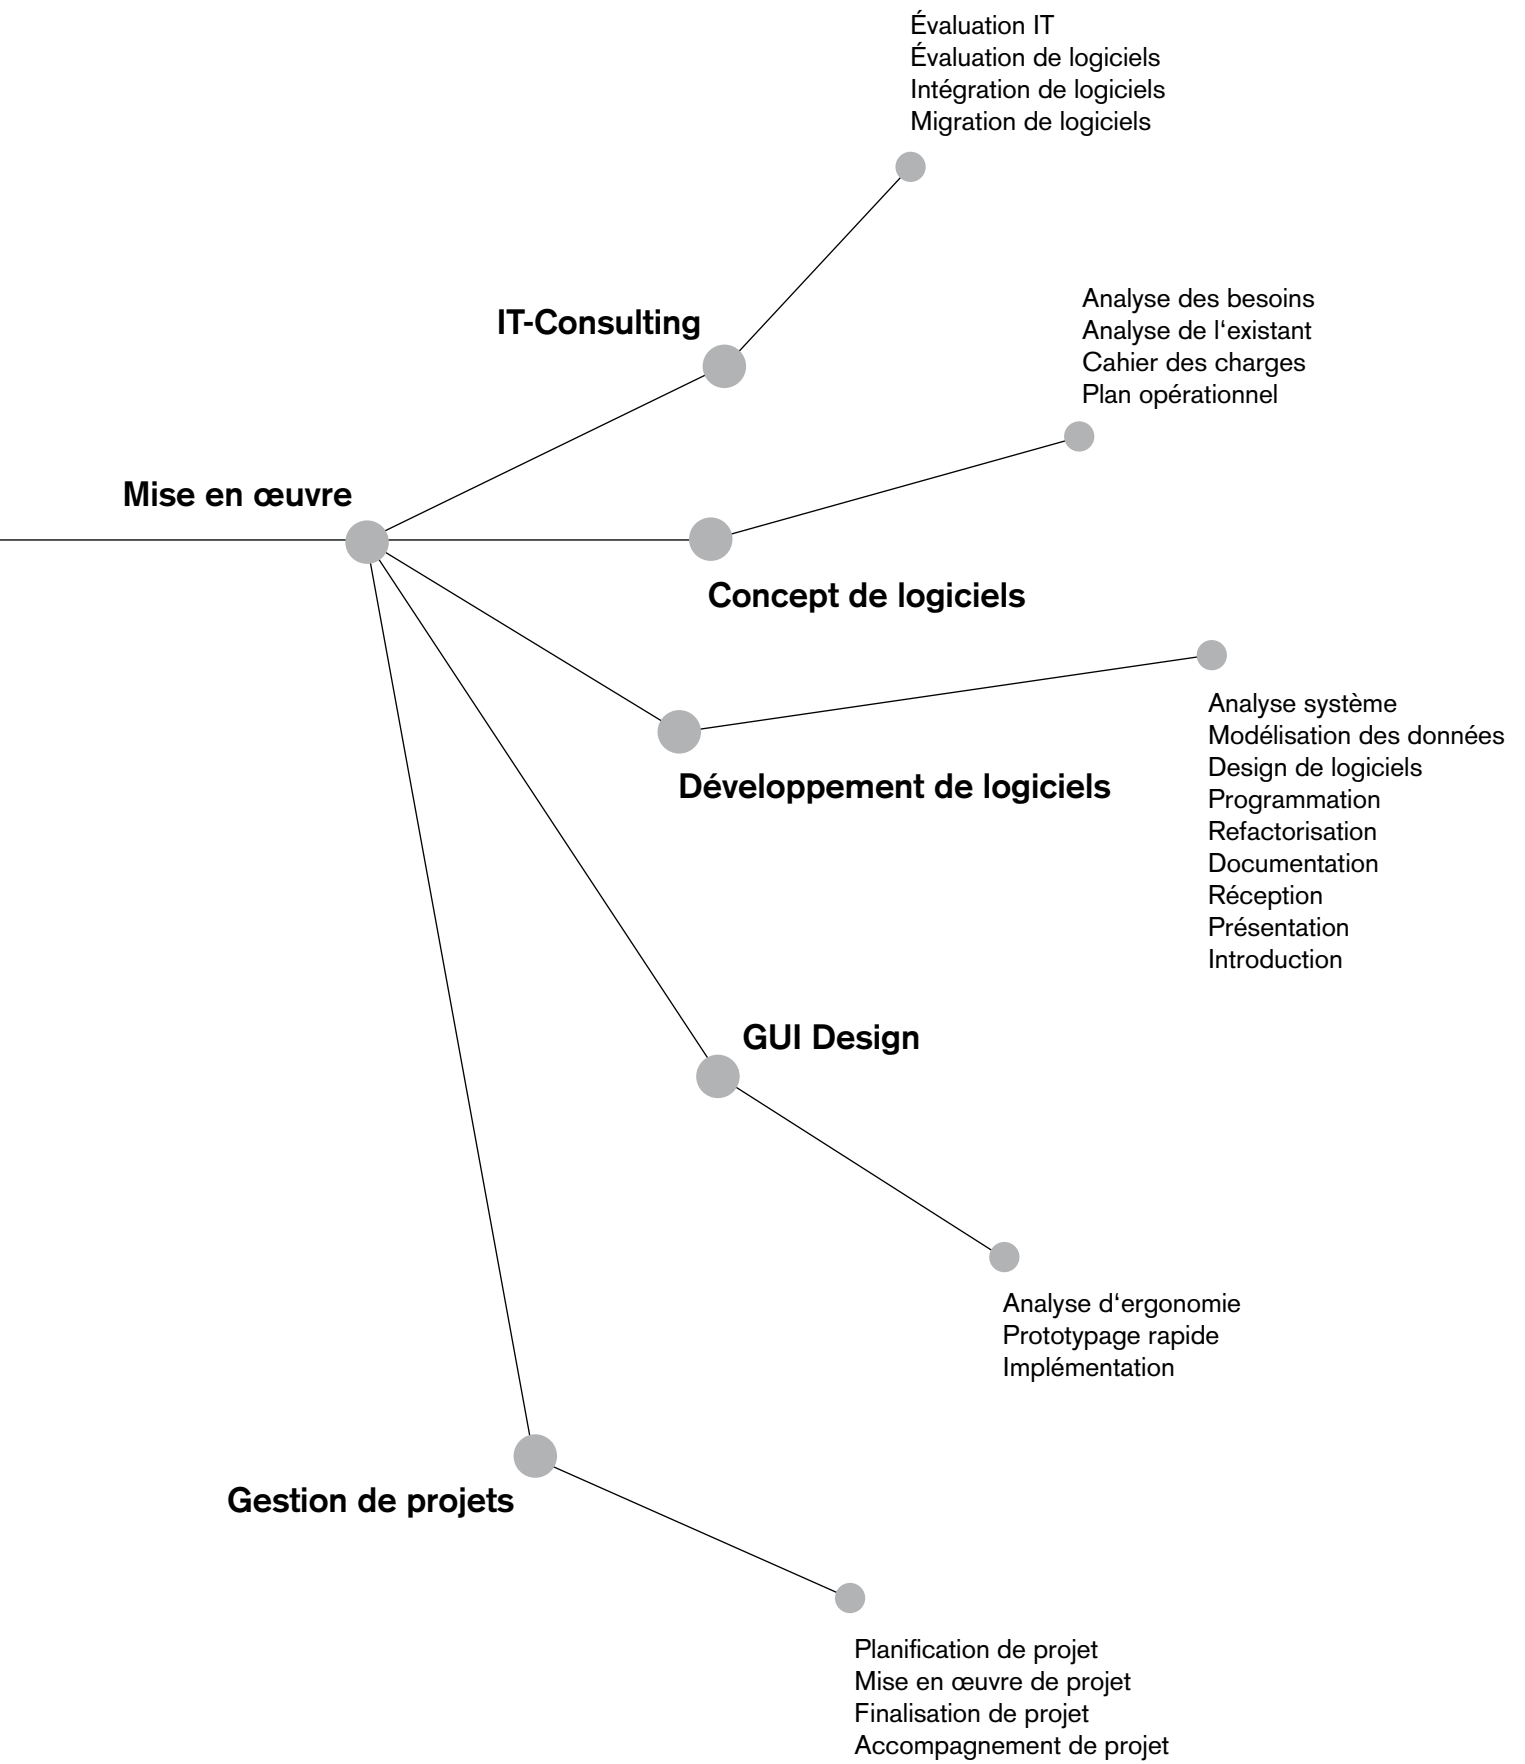 Évaluation IT
Évaluation de logiciels
Intégration de logiciels
Migration de logiciels
IT-Consulting
Analyse des besoins
Analyse de l‘existant
Cahier des charges
Plan opérationnel
Mise en œuvre
Concept de logiciels
Développement de logiciels
Analyse système
Modélisation des données
Design de logiciels
Programmation
Refactorisation
Documentation
Réception
Présentation
Introduction
GUI Design
Analyse d‘ergonomie
Prototypage rapide
Implémentation
Gestion de projets
Planification de projet
Mise en œuvre de projet
Finalisation de projet
Accompagnement de projet